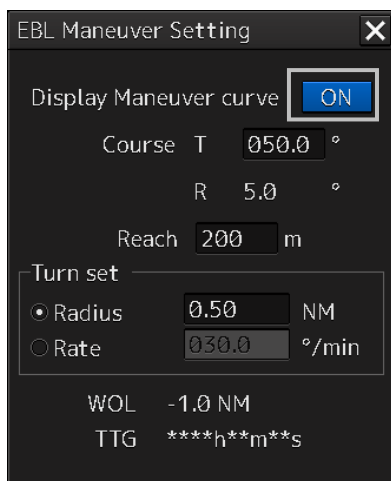 EBL Maneuver Setting
Display Maneuver curve ON
Course T 050.0 °
R 5.0 °
Reach 200 m
Turn set
Radius 0.50 NM
Rate 030.0 °/min
WOL -1.0 NM
TTG ****h**m**s